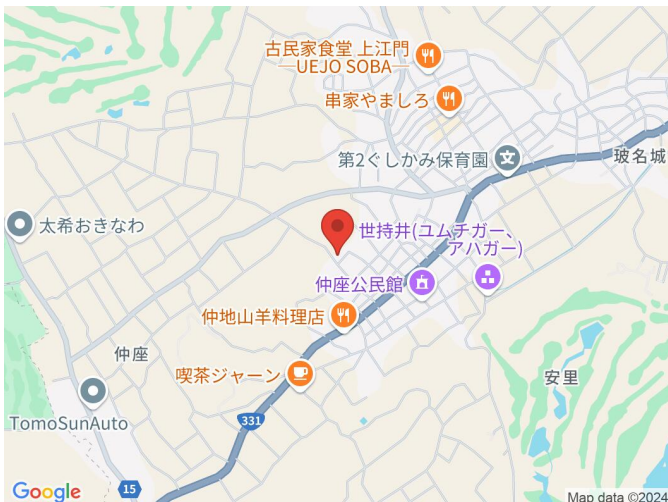 古民家食堂 上江門
—UEJO SOBA—
串家やましろ
第2ぐしかみ保育園
玻名城
太希おきなわ
世持井(ユムチガー、
アハガー)
仲座公民館
仲地山羊料理店
仲座
喫茶ジャーン
安里
TomoSunAuto
331
15
Google
Map data ©2024